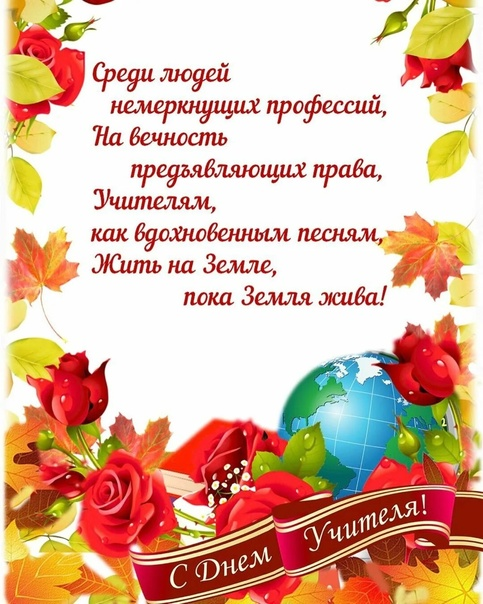 Среди людей
немеркнущих профессий,
На вечность
предъявляющих права,
Учителям,
как вдохновенным песням,
Жить на Земле,
пока Земля жива!
С Днем Учителя!